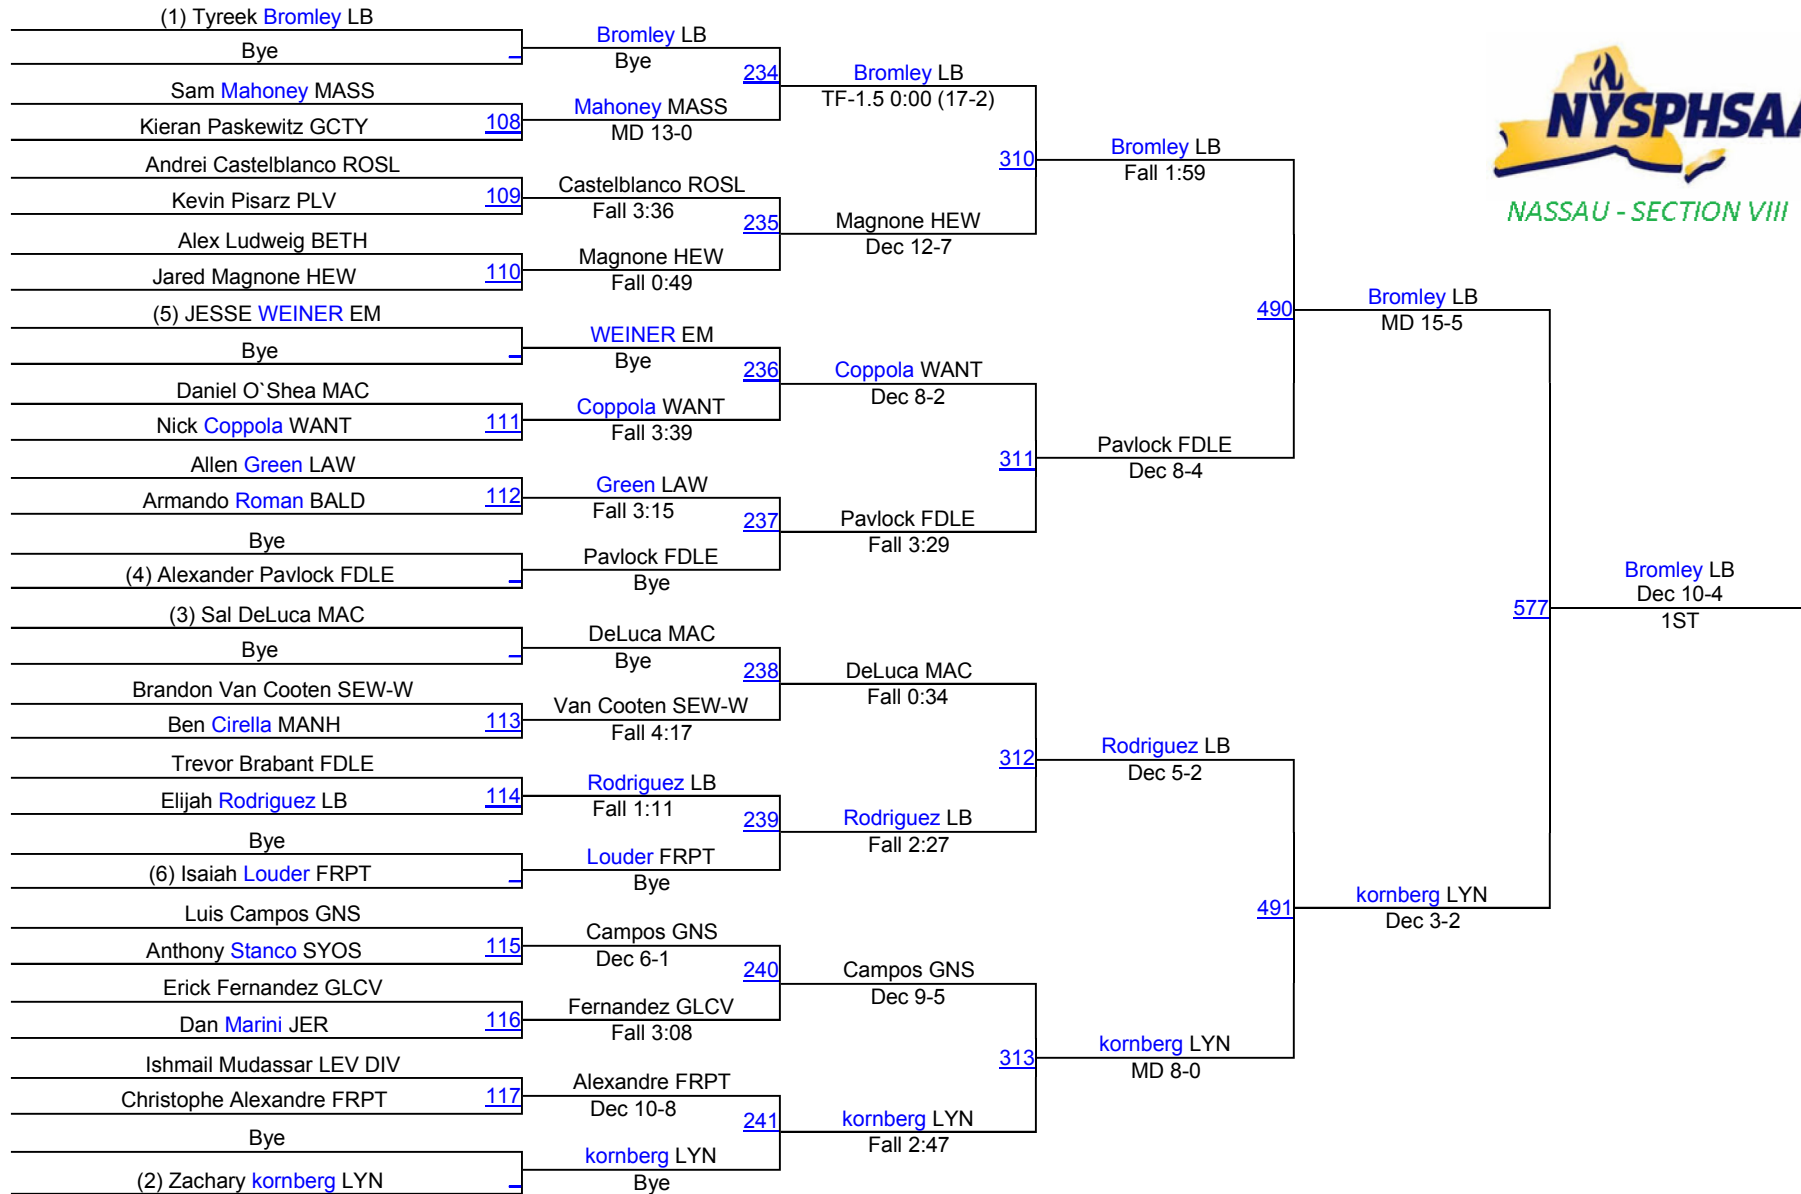 (1) Tyreek Bromley LB
Bye
Sam Mahoney MASS
Kieran Paskewitz GCTY
108
Andrei Castelblanco ROSL
Kevin Pisarz PLV
109
Alex Ludweig BETH
Jared Magnone HEW
110
(5) JESSE WEINER EM
Bye
Daniel O`Shea MAC
Nick Coppola WANT
111
Allen Green LAW
Armando Roman BALD
112
Bye
(4) Alexander Pavlock FDLE
(3) Sal DeLuca MAC
Bye
Brandon Van Cooten SEW-W
Ben Cirella MANH
113
Trevor Brabant FDLE
Elijah Rodriguez LB
114
Bye
(6) Isaiah Louder FRPT
Luis Campos GNS
Anthony Stanco SYOS
115
Erick Fernandez GLCV
Dan Marini JER
116
Ishmail Mudassar LEV DIV
Christophe Alexandre FRPT
117
Bye
(2) Zachary kornberg LYN
Bromley LB
Bye
234
Mahoney MASS
MD 13-0
Castelblanco ROSL
Fall 3:36
235
Magnone HEW
Fall 0:49
WEINER EM
Bye
236
Coppola WANT
Fall 3:39
Green LAW
Fall 3:15
237
Pavlock FDLE
Bye
DeLuca MAC
Bye
238
Van Cooten SEW-W
Fall 4:17
Rodriguez LB
Fall 1:11
239
Louder FRPT
Bye
Campos GNS
Dec 6-1
240
Fernandez GLCV
Fall 3:08
Alexandre FRPT
Dec 10-8
241
kornberg LYN
Bye
Bromley LB
TF-1.5 0:00 (17-2)
310
Magnone HEW
Dec 12-7
Coppola WANT
Dec 8-2
311
Pavlock FDLE
Fall 3:29
DeLuca MAC
Fall 0:34
312
Rodriguez LB
Fall 2:27
Campos GNS
Dec 9-5
313
kornberg LYN
Fall 2:47
Bromley LB
Fall 1:59
490
Pavlock FDLE
Dec 8-4
Rodriguez LB
Dec 5-2
491
kornberg LYN
MD 8-0
Bromley LB
MD 15-5
577
kornberg LYN
Dec 3-2
Bromley LB
Dec 10-4
1ST
NYSPHSAA
NASSAU - SECTION VIII